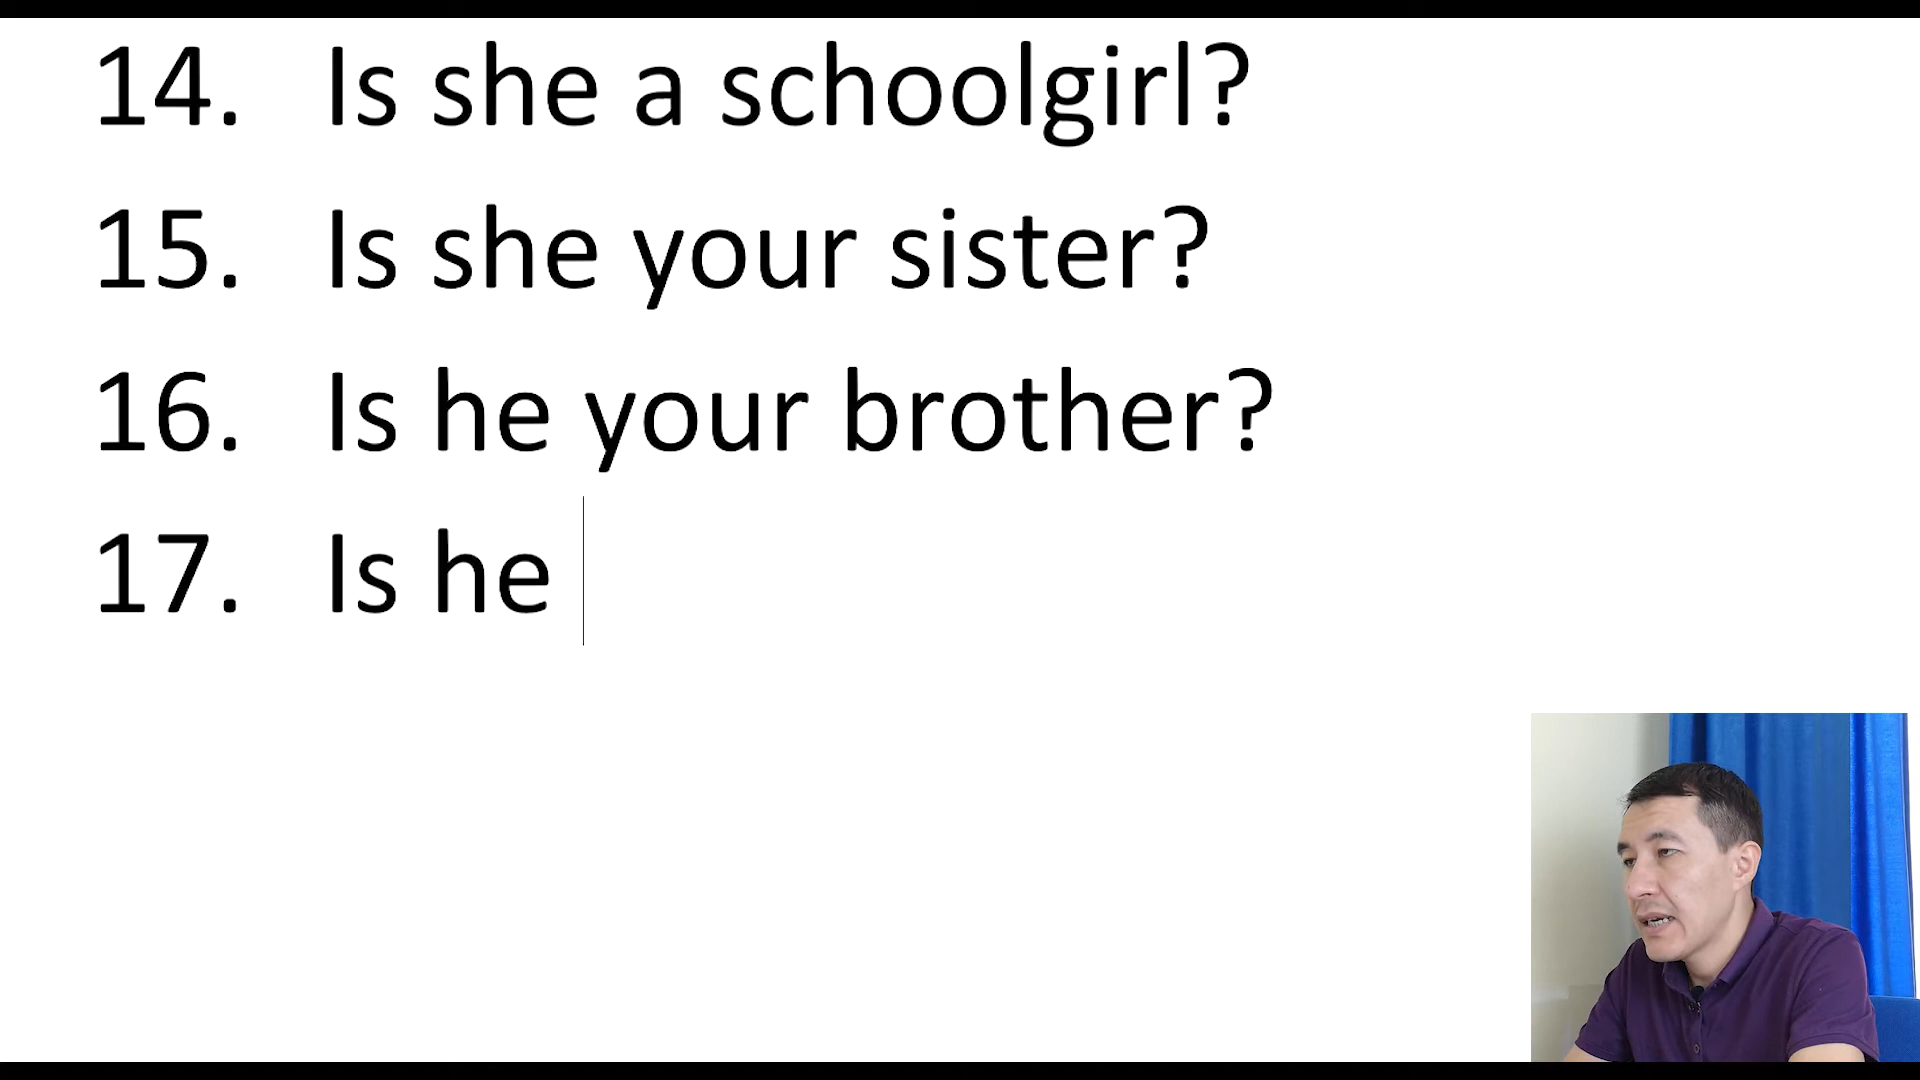 14. Is she a schoolgirl?
15. Is she your sister?
16. Is he your brother?
17. Is he